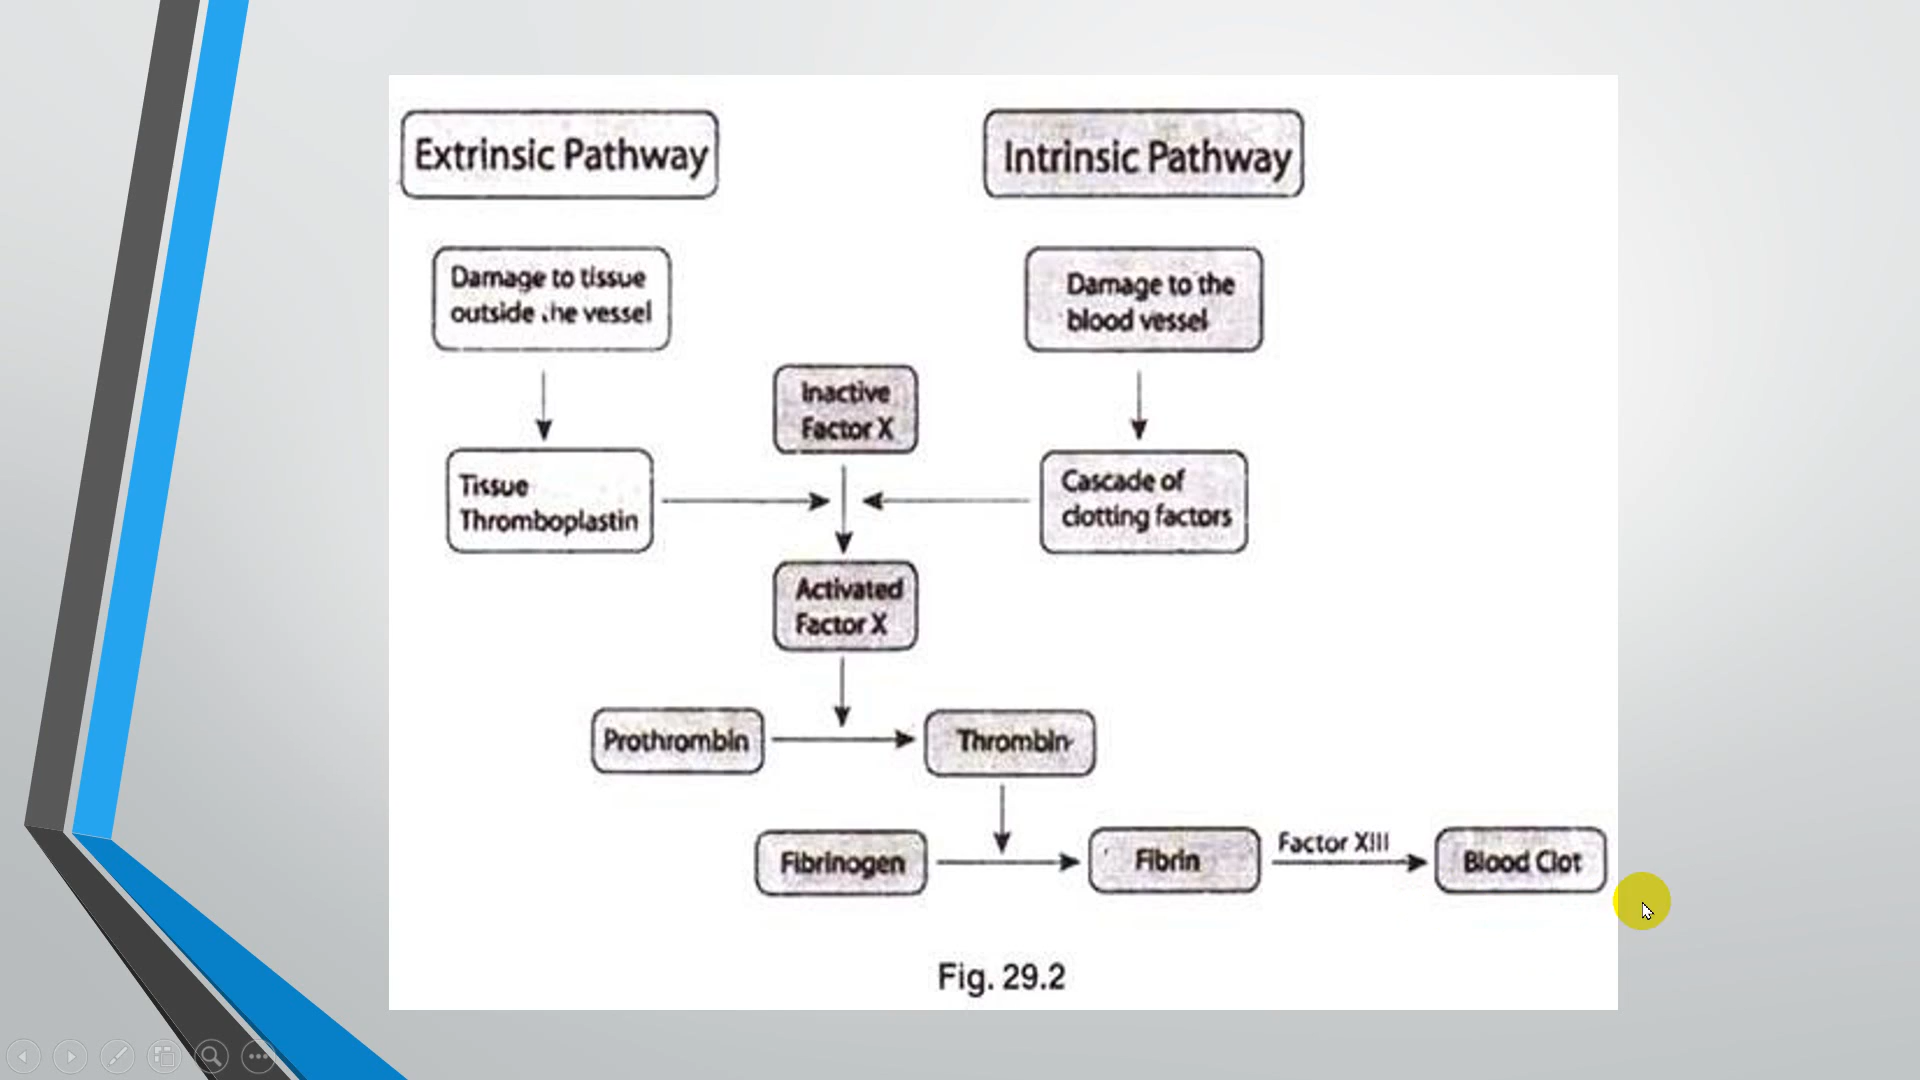 Extrinsic Pathway
Intrinsic Pathway
Damage to tissue
outside the vessel
Damage to the
blood vessel
Inactive
Factor X
Tissue
Thromboplastin
Cascade of
clotting factors
Activated
Factor X
Prothrombin
Thrombin
Fibrinogen
Fibrin
Factor XIII
Blood Clot
Fig. 29.2